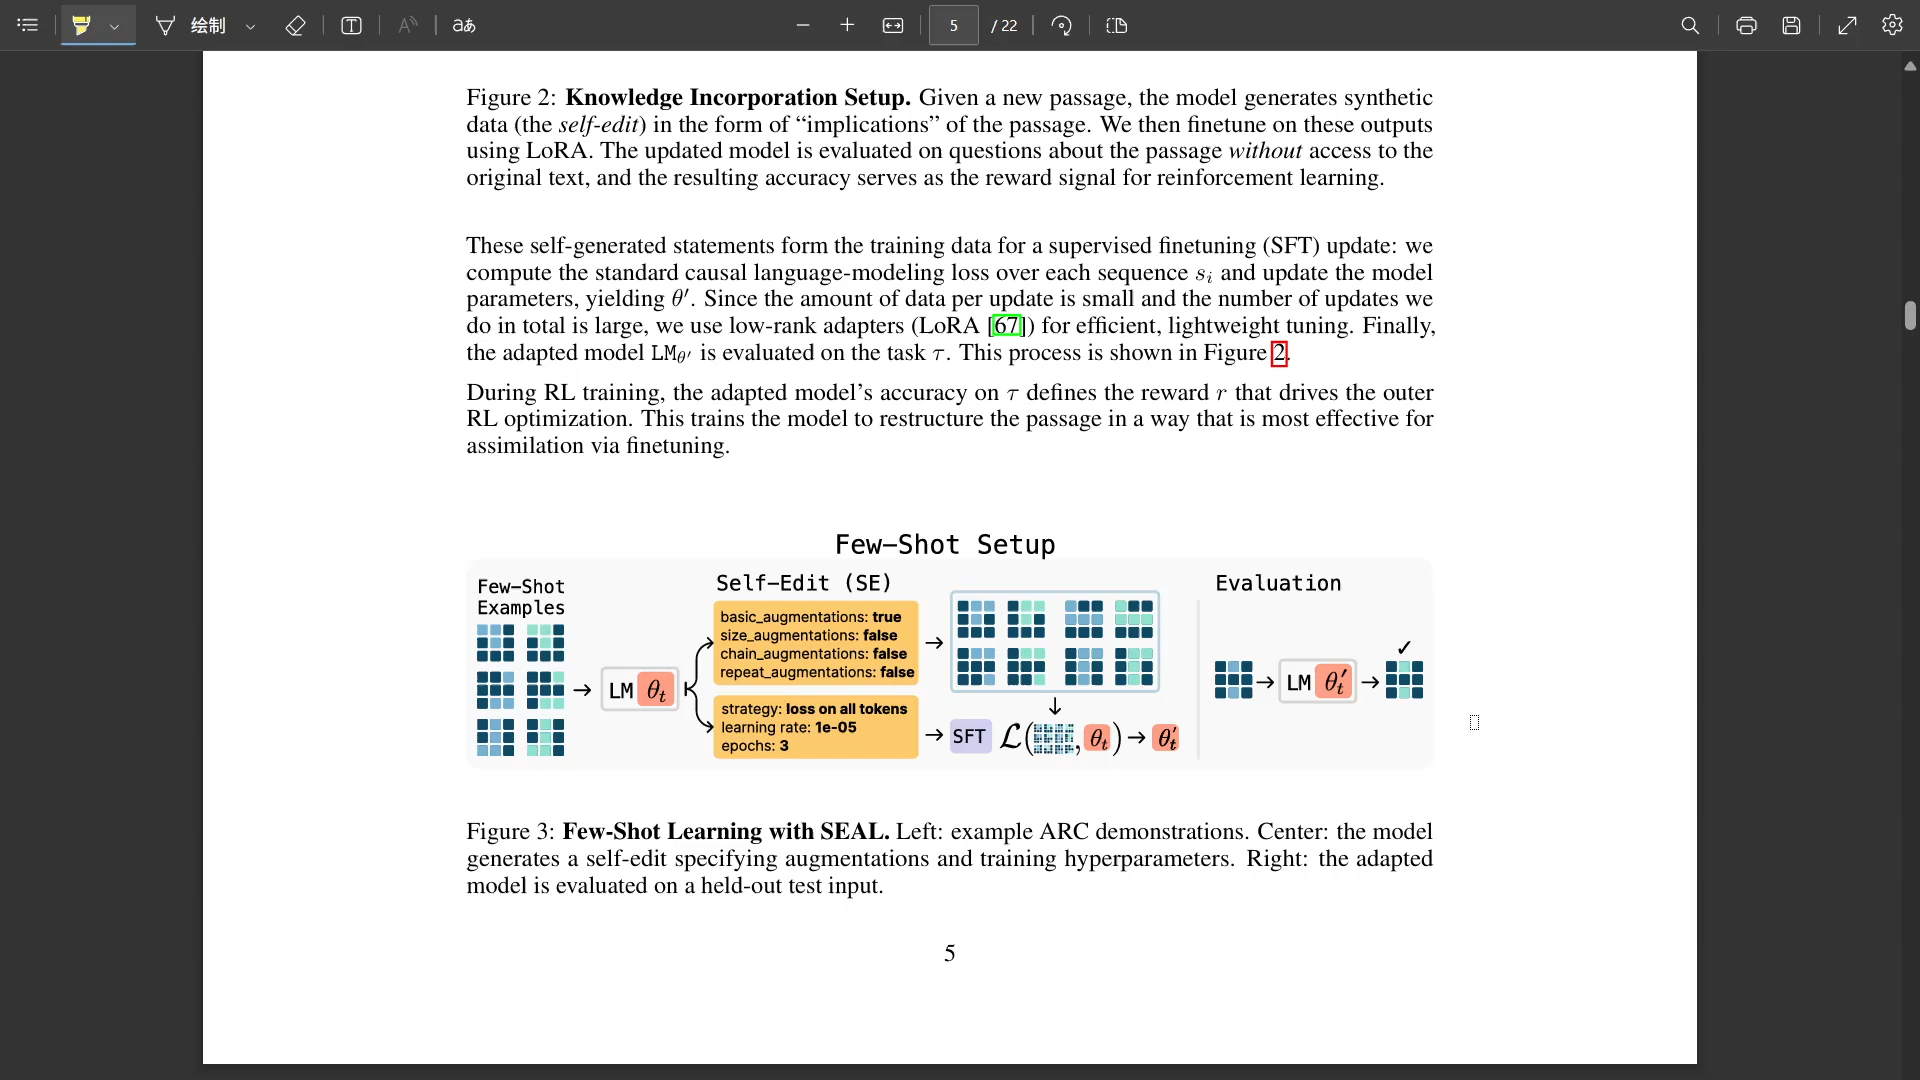 绘制
aあ
5
/ 22
Figure 2: Knowledge Incorporation Setup. Given a new passage, the model generates synthetic
data (the self-edit) in the form of “implications” of the passage. We then finetune on these outputs
using LoRA. The updated model is evaluated on questions about the passage without access to the
original text, and the resulting accuracy serves as the reward signal for reinforcement learning.
These self-generated statements form the training data for a supervised finetuning (SFT) update: we
compute the standard causal language-modeling loss over each sequence sᵢ and update the model
parameters, yielding θ′. Since the amount of data per update is small and the number of updates we
do in total is large, we use low-rank adapters (LoRA [67]) for efficient, lightweight tuning. Finally,
the adapted model LMθ′ is evaluated on the task τ. This process is shown in Figure 2.
During RL training, the adapted model’s accuracy on τ defines the reward r that drives the outer
RL optimization. This trains the model to restructure the passage in a way that is most effective for
assimilation via finetuning.
Few-Shot Setup
Few-Shot
Examples
LM θt
Self-Edit (SE)
basic_augmentations: true
size_augmentations: false
chain_augmentations: false
repeat_augmentations: false
strategy: loss on all tokens
learning rate: 1e-05
epochs: 3
SFT ℒ( , θt) → θ′t
Evaluation
LM θ′t
✓
Figure 3: Few-Shot Learning with SEAL. Left: example ARC demonstrations. Center: the model
generates a self-edit specifying augmentations and training hyperparameters. Right: the adapted
model is evaluated on a held-out test input.
5